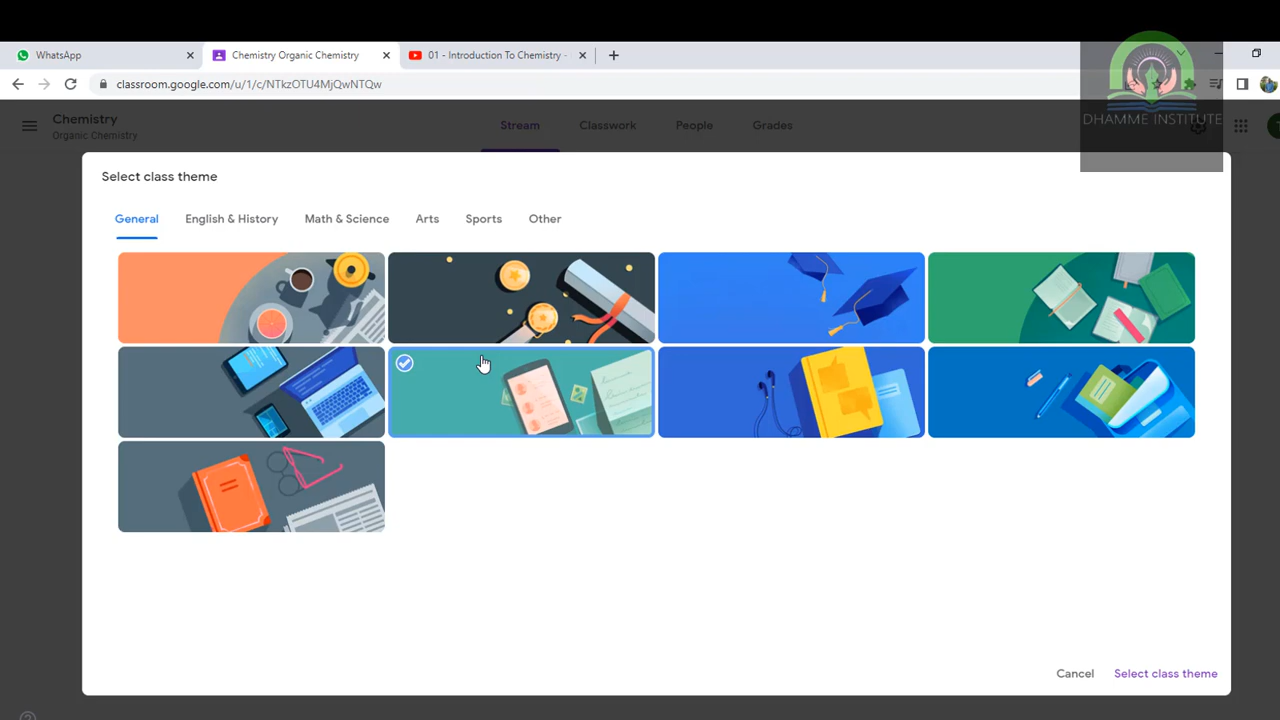 WhatsApp
Chemistry Organic Chemistry
01 - Introduction To Chemistry -
classroom.google.com/u/1/c/NTkzOTU4MjQwNTQw
DHAMME INSTITUTE
Chemistry
Organic Chemistry
Stream
Classwork
People
Grades
Select class theme
General
English & History
Math & Science
Arts
Sports
Other
Cancel
Select class theme